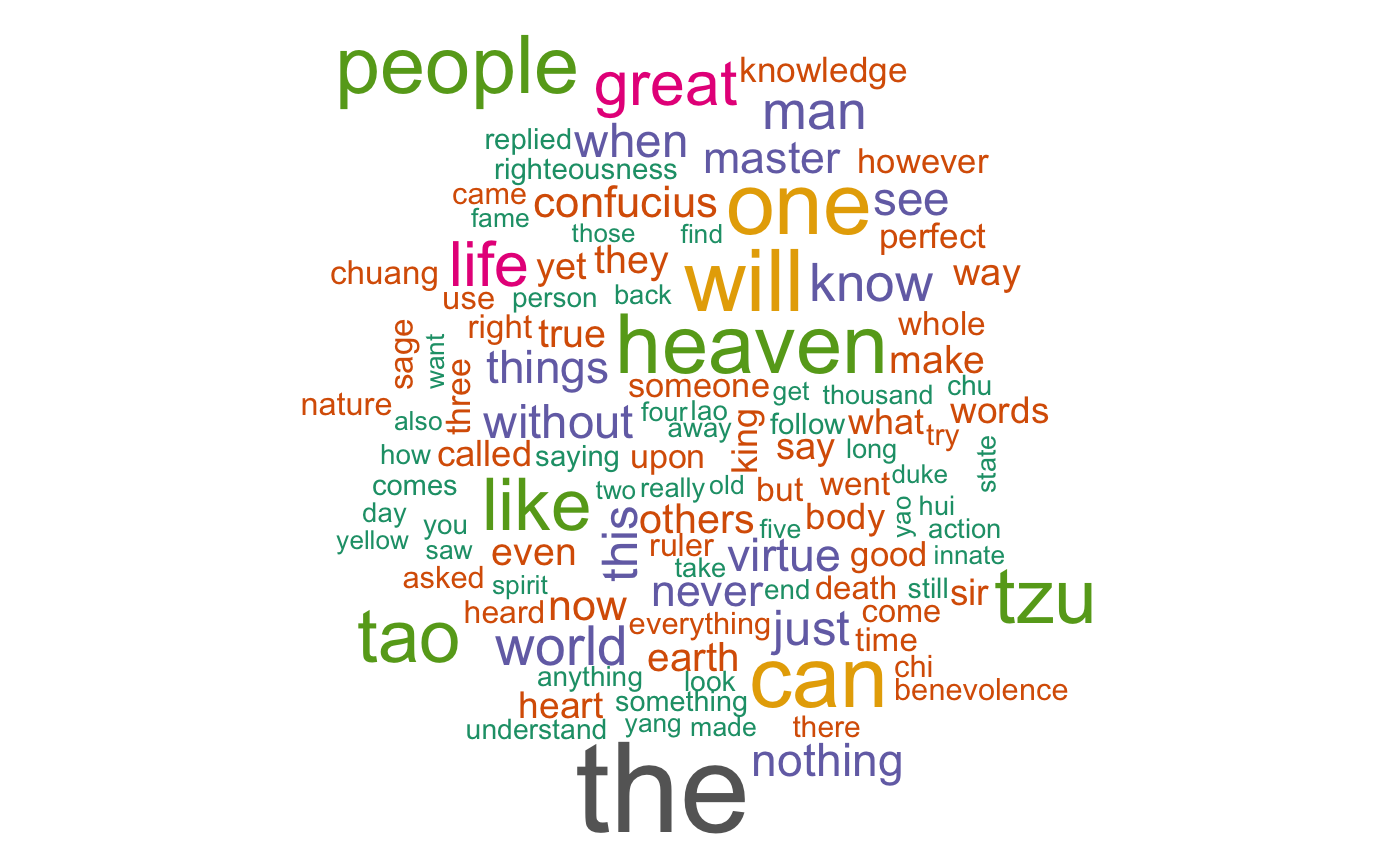 people great knowledge
man
replied when master however
righteousness
came confucius one see
fame those find perfect
life yet they will know way
chuang
use person back
right true heaven whole
sage want three things make
someone get thousand chu
nature also without four lao king what words
away follow try
how called saying upon say long state
comes like two really old but went duke
day you this others five body yao hui action
yellow saw even ruler virtue good innate
asked spirit take
never end death still sir tzu
heard now come
tao world everything just time
earth
anything look can chi
heart something benevolence
understand yang made there
the nothing